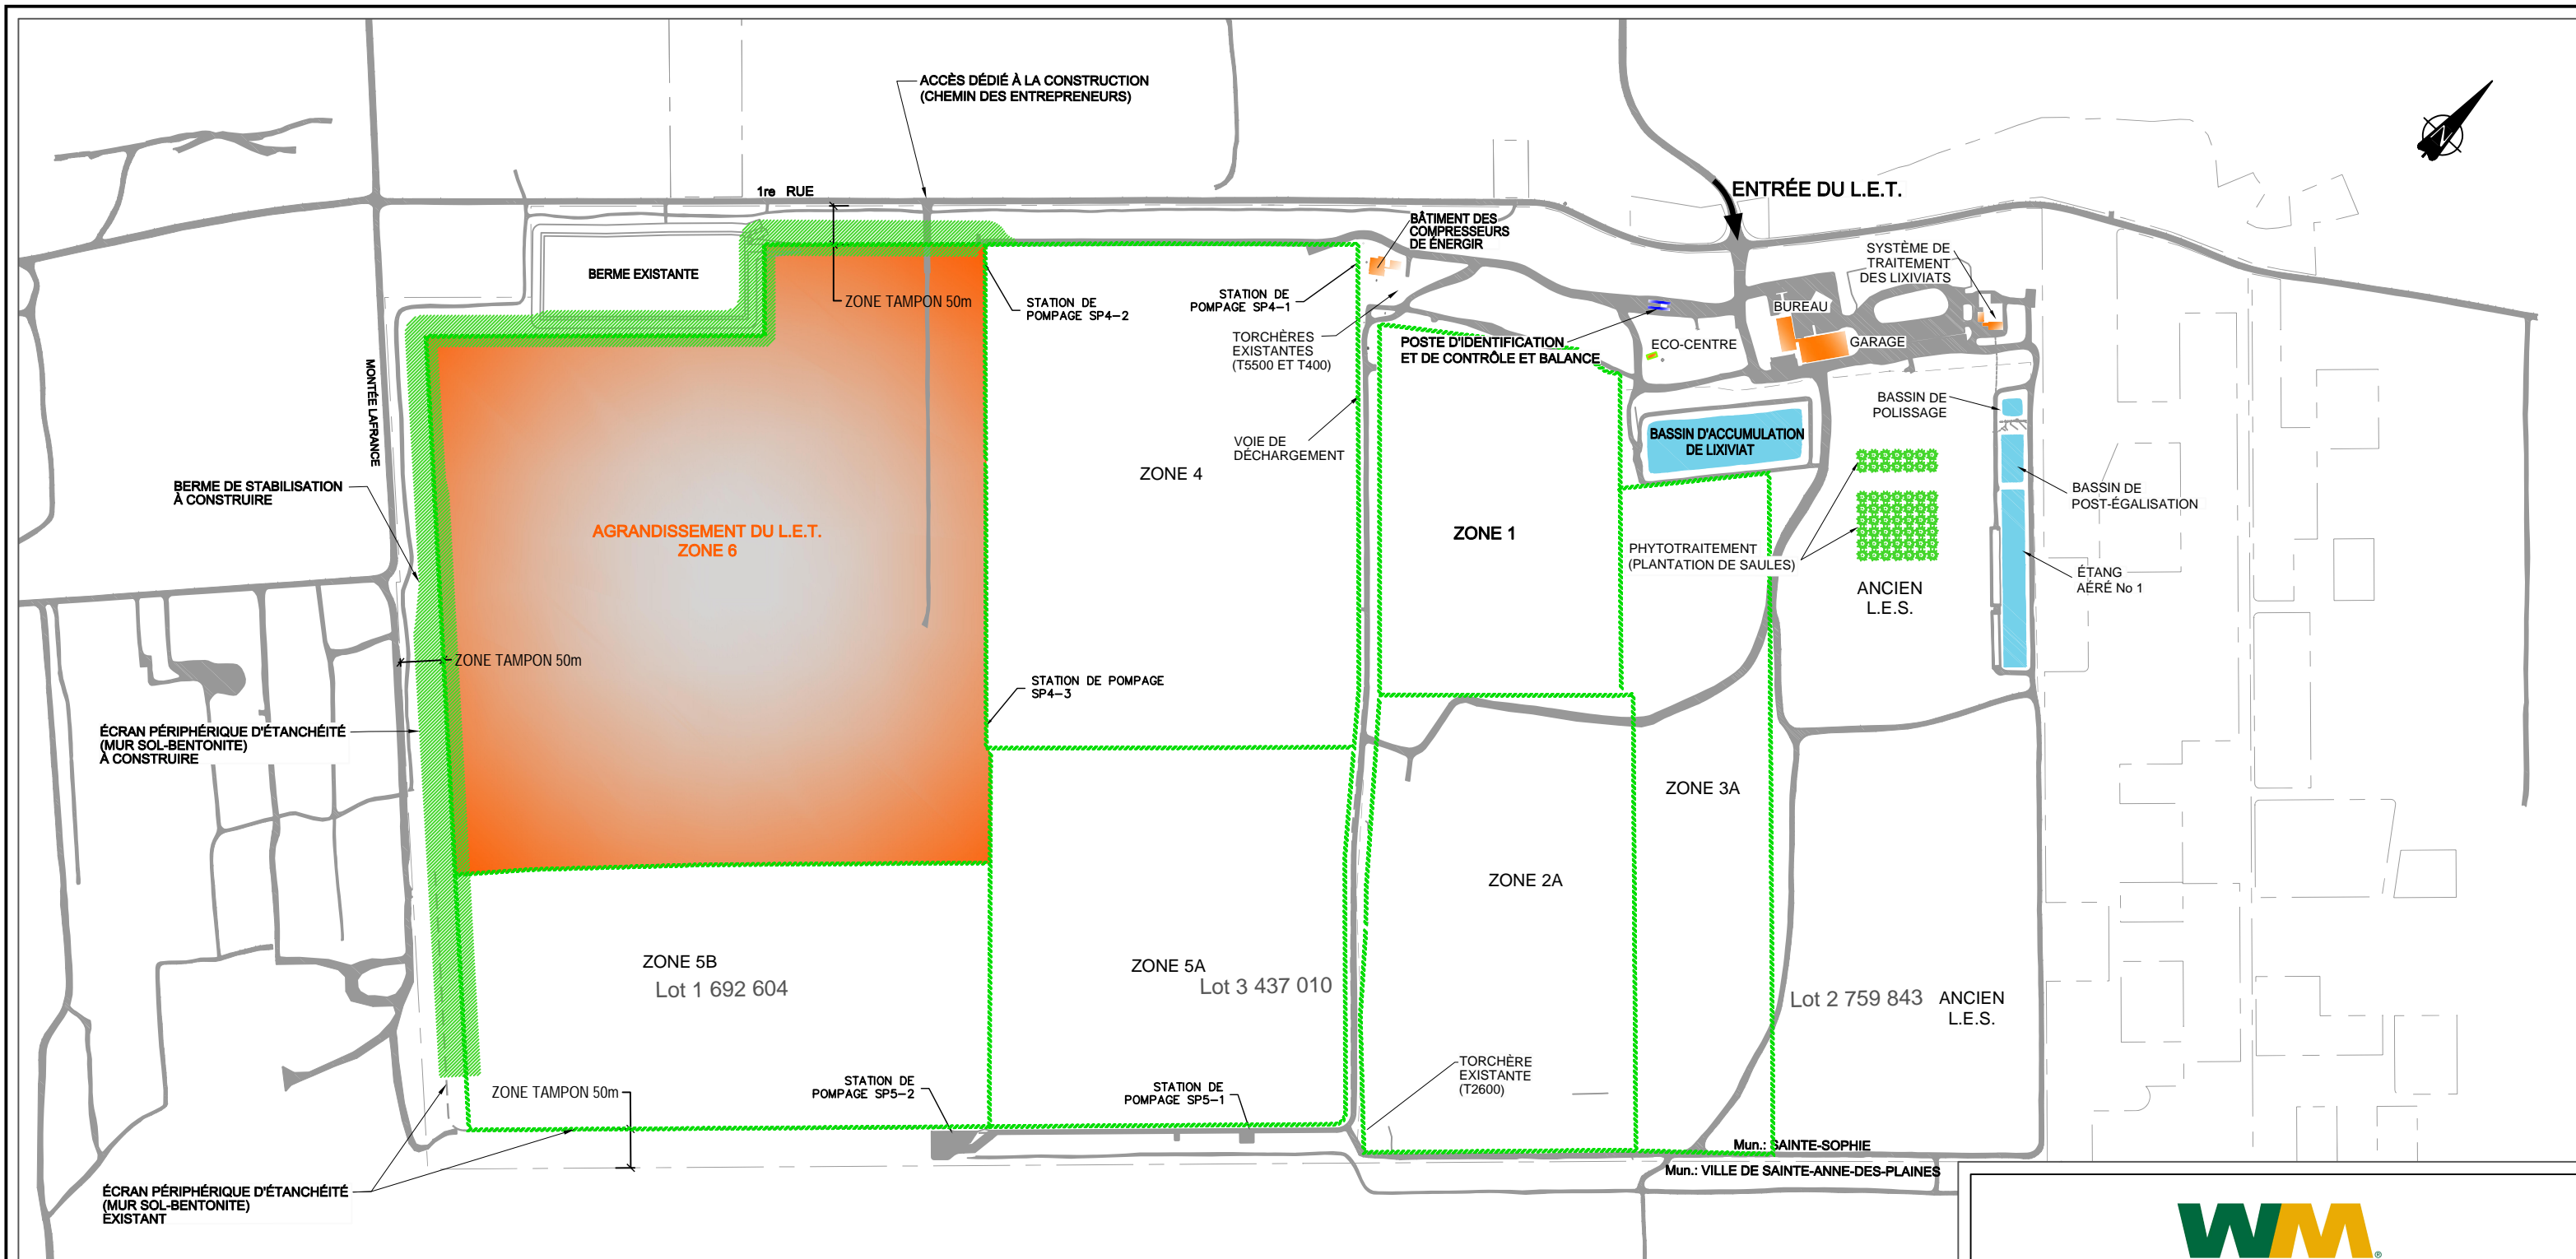 ACCÈS DÉDIÉ À LA CONSTRUCTION
(CHEMIN DES ENTREPRENEURS)
1re RUE
ENTRÉE DU L.E.T.
N
BÂTIMENT DES
COMPRESSEURS
DE ÉNERGIR
SYSTÈME DE
TRAITEMENT
DES LIXIVIATS
BERME EXISTANTE
ZONE TAMPON 50m
STATION DE
POMPAGE SP4-2
STATION DE
POMPAGE SP4-1
BUREAU
TORCHÈRES
EXISTANTES
(T5500 ET T400)
POSTE D'IDENTIFICATION
ET DE CONTRÔLE ET BALANCE
ECO-CENTRE
GARAGE
MONTÉE LAFRANCE
BASSIN DE
POLISSAGE
VOIE DE
DÉCHARGEMENT
BASSIN D'ACCUMULATION
DE LIXIVIAT
ZONE 4
BERME DE STABILISATION
À CONSTRUIRE
BASSIN DE
POST-ÉGALISATION
AGRANDISSEMENT DU L.E.T.
ZONE 6
ZONE 1
PHYTOTRAITEMENT
(PLANTATION DE SAULES)
ÉTANG
AÉRÉ No 1
ANCIEN
L.E.S.
ZONE TAMPON 50m
STATION DE POMPAGE
SP4-3
ÉCRAN PÉRIPHÉRIQUE D'ÉTANCHÉITÉ
(MUR SOL-BENTONITE)
À CONSTRUIRE
ZONE 3A
ZONE 2A
ZONE 5B
Lot 1 692 604
ZONE 5A
Lot 3 437 010
Lot 2 759 843
ANCIEN
L.E.S.
ZONE TAMPON 50m
STATION DE
POMPAGE SP5-2
STATION DE
POMPAGE SP5-1
TORCHÈRE
EXISTANTE
(T2600)
Mun.: SAINTE-SOPHIE
Mun.: VILLE DE SAINTE-ANNE-DES-PLAINES
ÉCRAN PÉRIPHÉRIQUE D'ÉTANCHÉITÉ
(MUR SOL-BENTONITE)
EXISTANT
WM®